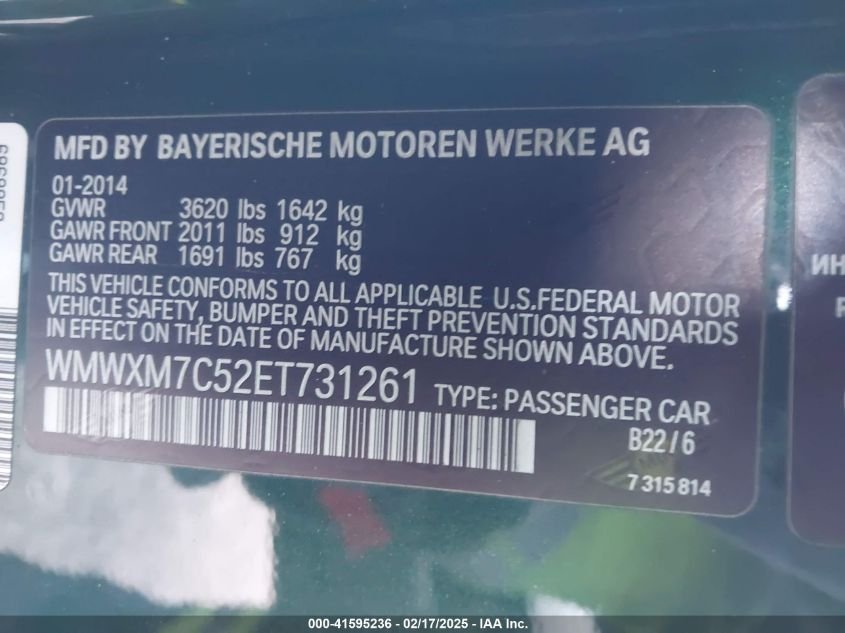 MFD BY BAYERISCHE MOTOREN WERKE AG
01-2014
GVWR 3620 lbs 1642 kg
GAWR FRONT 2011 lbs 912 kg
GAWR REAR 1691 lbs 767 kg
THIS VEHICLE CONFORMS TO ALL APPLICABLE U.S.FEDERAL MOTOR
VEHICLE SAFETY, BUMPER AND THEFT PREVENTION STANDARDS
IN EFFECT ON THE DATE OF MANUFACTURE SHOWN ABOVE.
WMWXM7C52ET731261 TYPE: PASSENGER CAR
B22/6
7 315 814
000-41595236 - 02/17/2025 - IAA Inc.